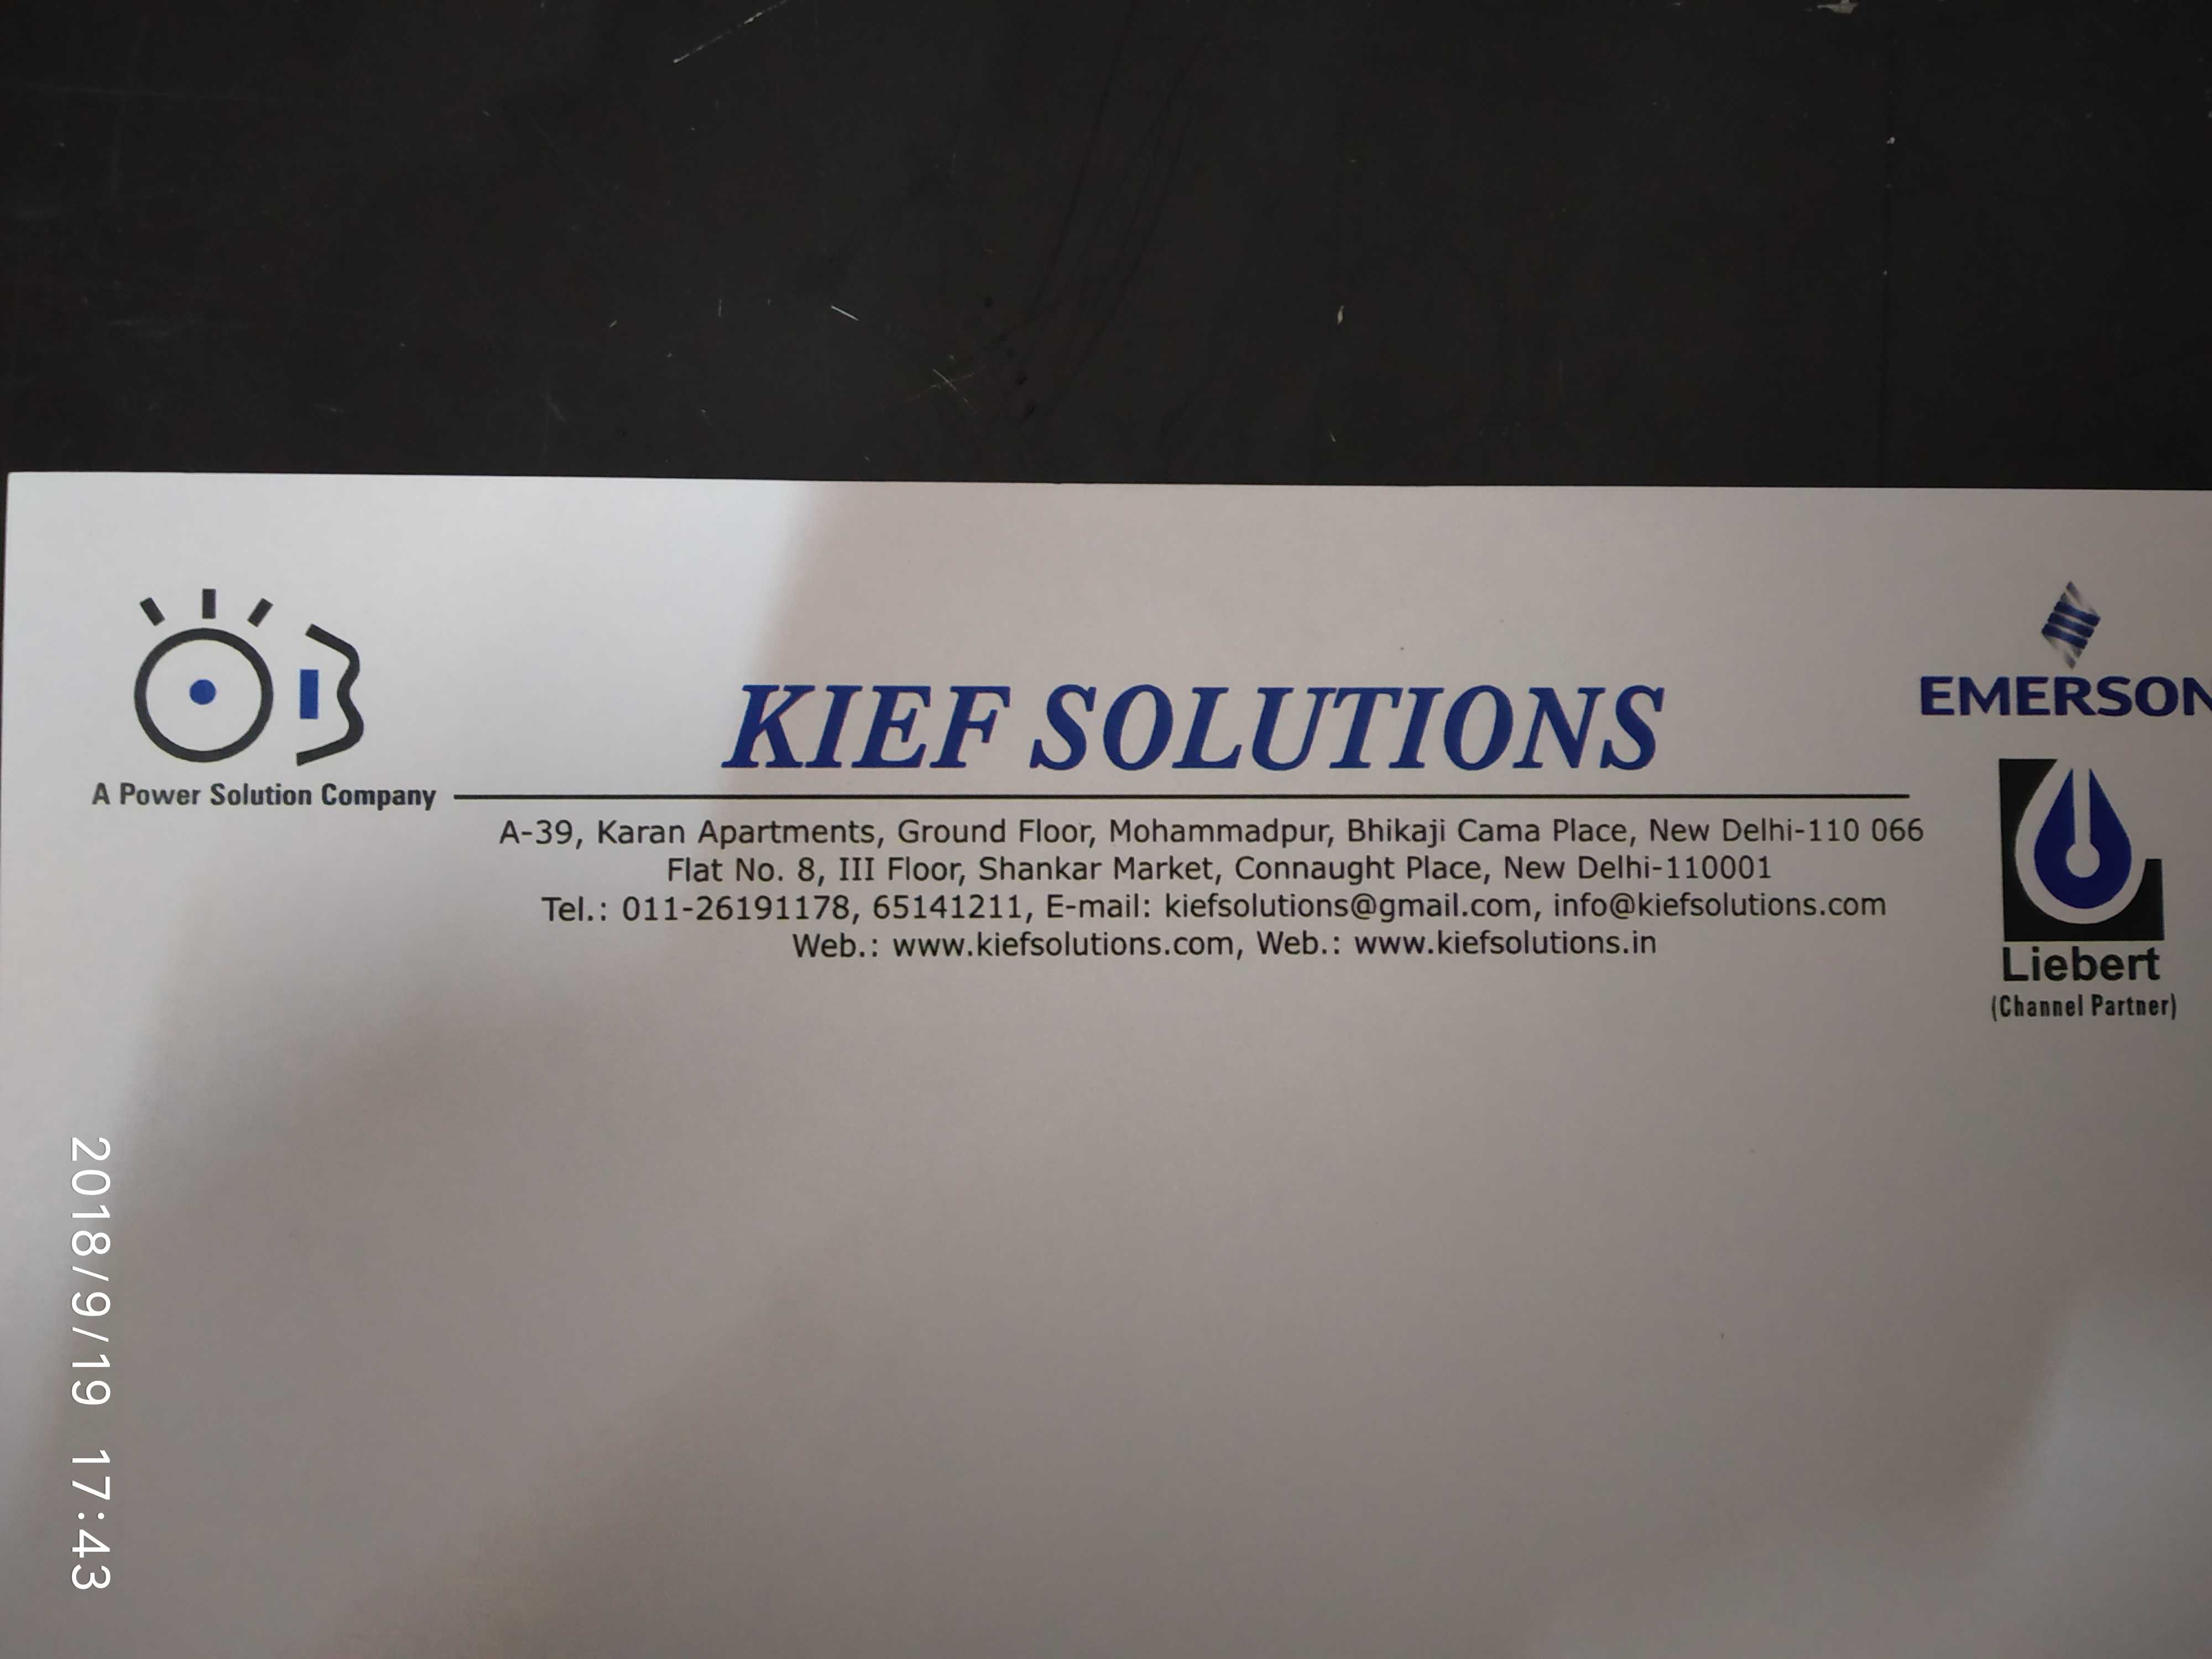 KIEF SOLUTIONS
A Power Solution Company
A-39, Karan Apartments, Ground Floor, Mohammadpur, Bhikaji Cama Place, New Delhi-110 066
Flat No. 8, III Floor, Shankar Market, Connaught Place, New Delhi-110001
Tel.: 011-26191178, 65141211, E-mail: kiefsolutions@gmail.com, info@kiefsolutions.com
Web.: www.kiefsolutions.com, Web.: www.kiefsolutions.in
EMERSON
Liebert
(Channel Partner)
2018/9/19 17:43